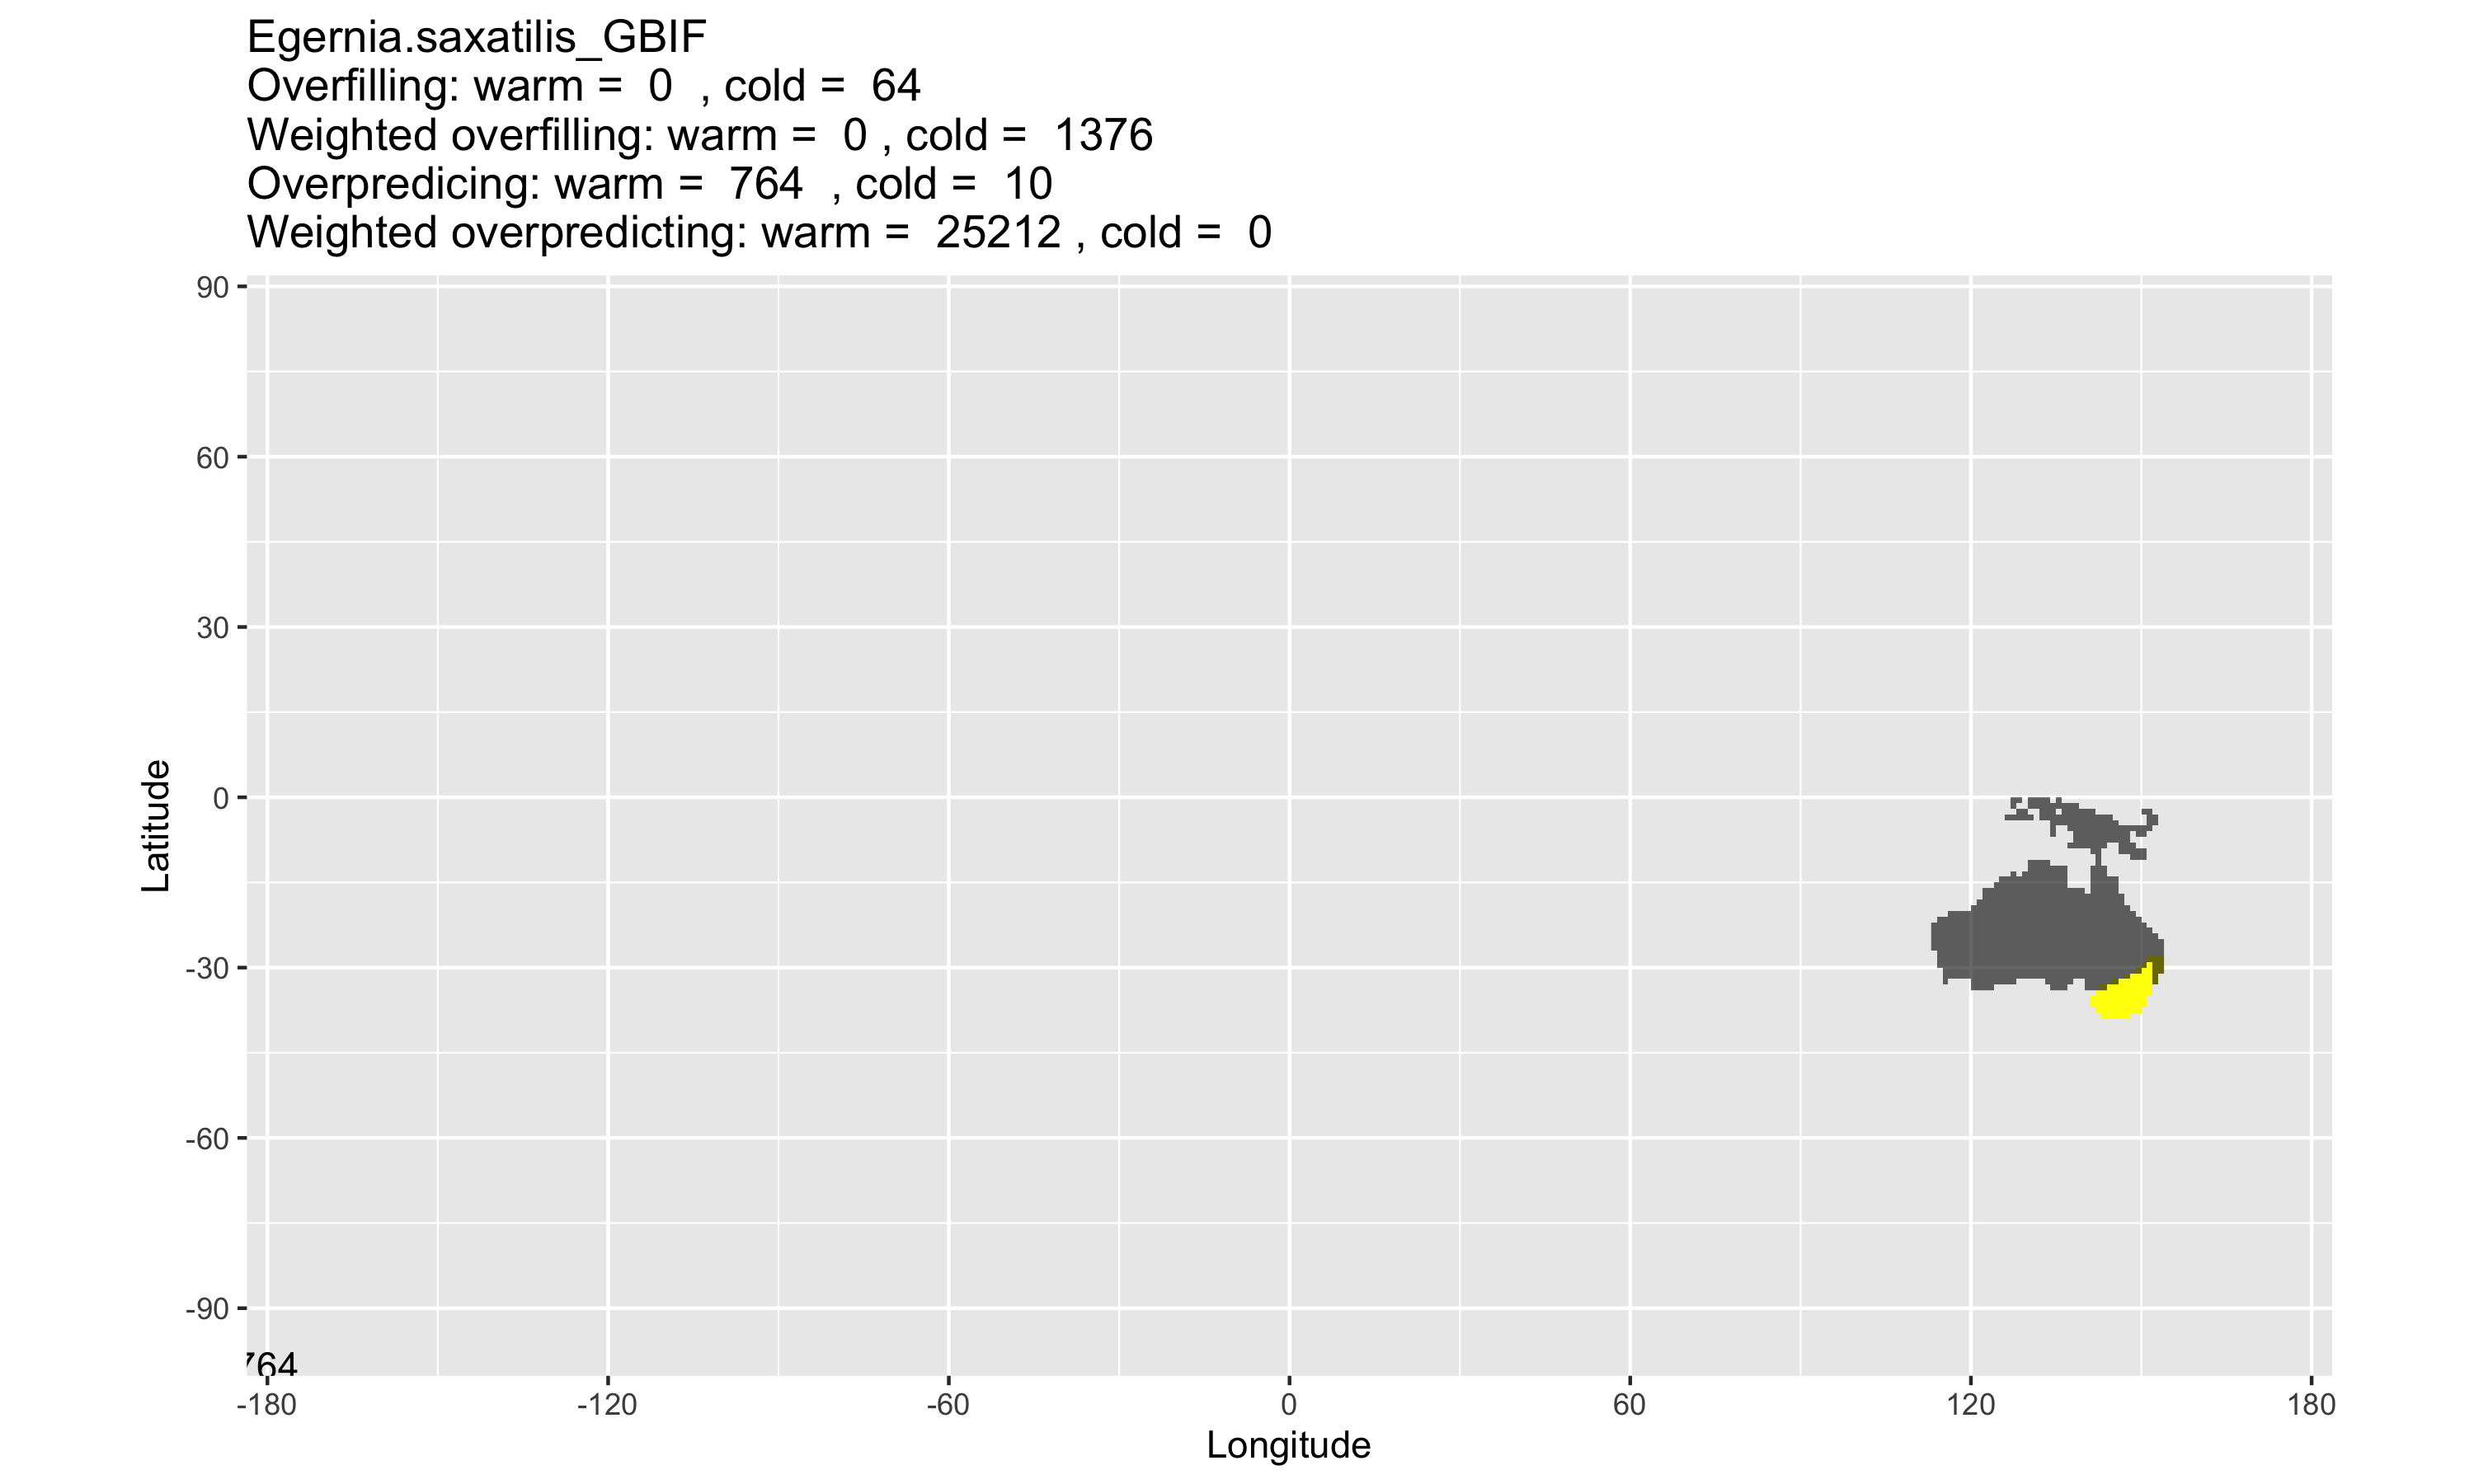 Egernia.saxatilis_GBIF
Overfilling: warm = 0 , cold = 64
Weighted overfilling: warm = 0 , cold = 1376
Overpredicing: warm = 764 , cold = 10
Weighted overpredicting: warm = 25212 , cold = 0
90
60
30
0
-30
-60
-90
Latitude
764
-180
-120
-60
0
60
120
180
Longitude